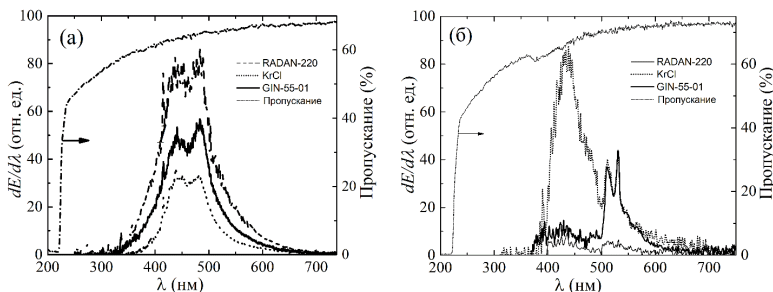 (а)
RADAN-220
KrCl
GIN-55-01
Пропускание
dE/dλ (отн. ед.)
100
80
60
40
20
0
Пропускание (%)
60
40
20
0
200 300 400 500 600 700
λ (нм)
(б)
RADAN-220
KrCl
GIN-55-01
Пропускание
dE/dλ (отн. ед.)
100
80
60
40
20
0
Пропускание (%)
60
40
20
0
200 300 400 500 600 700
λ (нм)